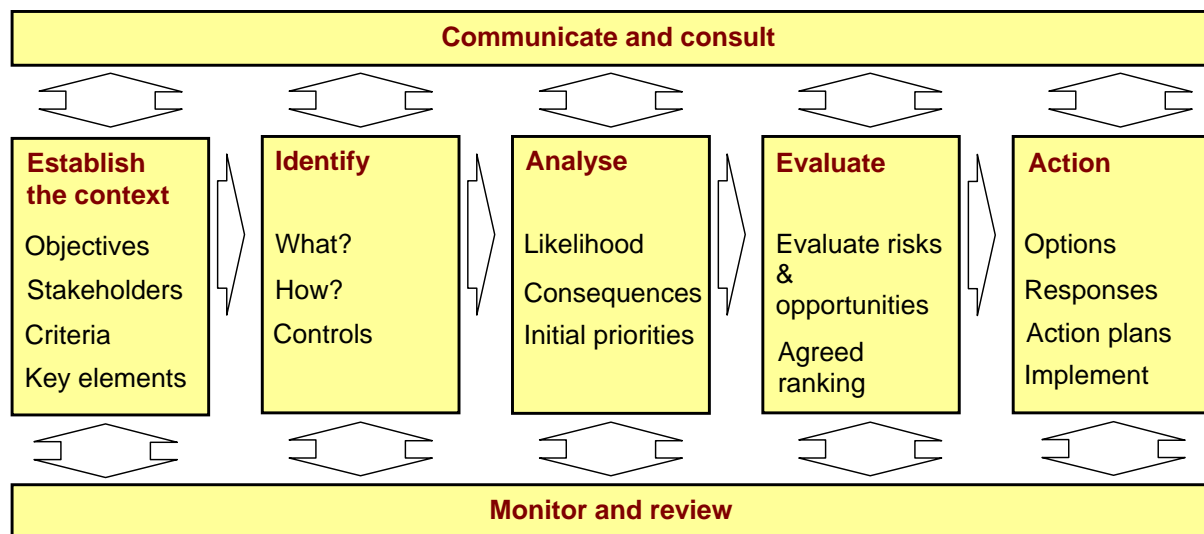 Communicate and consult
Establish
the context
Objectives
Stakeholders
Criteria
Key elements
Identify
What?
How?
Controls
Analyse
Likelihood
Consequences
Initial priorities
Evaluate
Evaluate risks
&
opportunities
Agreed
ranking
Action
Options
Responses
Action plans
Implement
Monitor and review